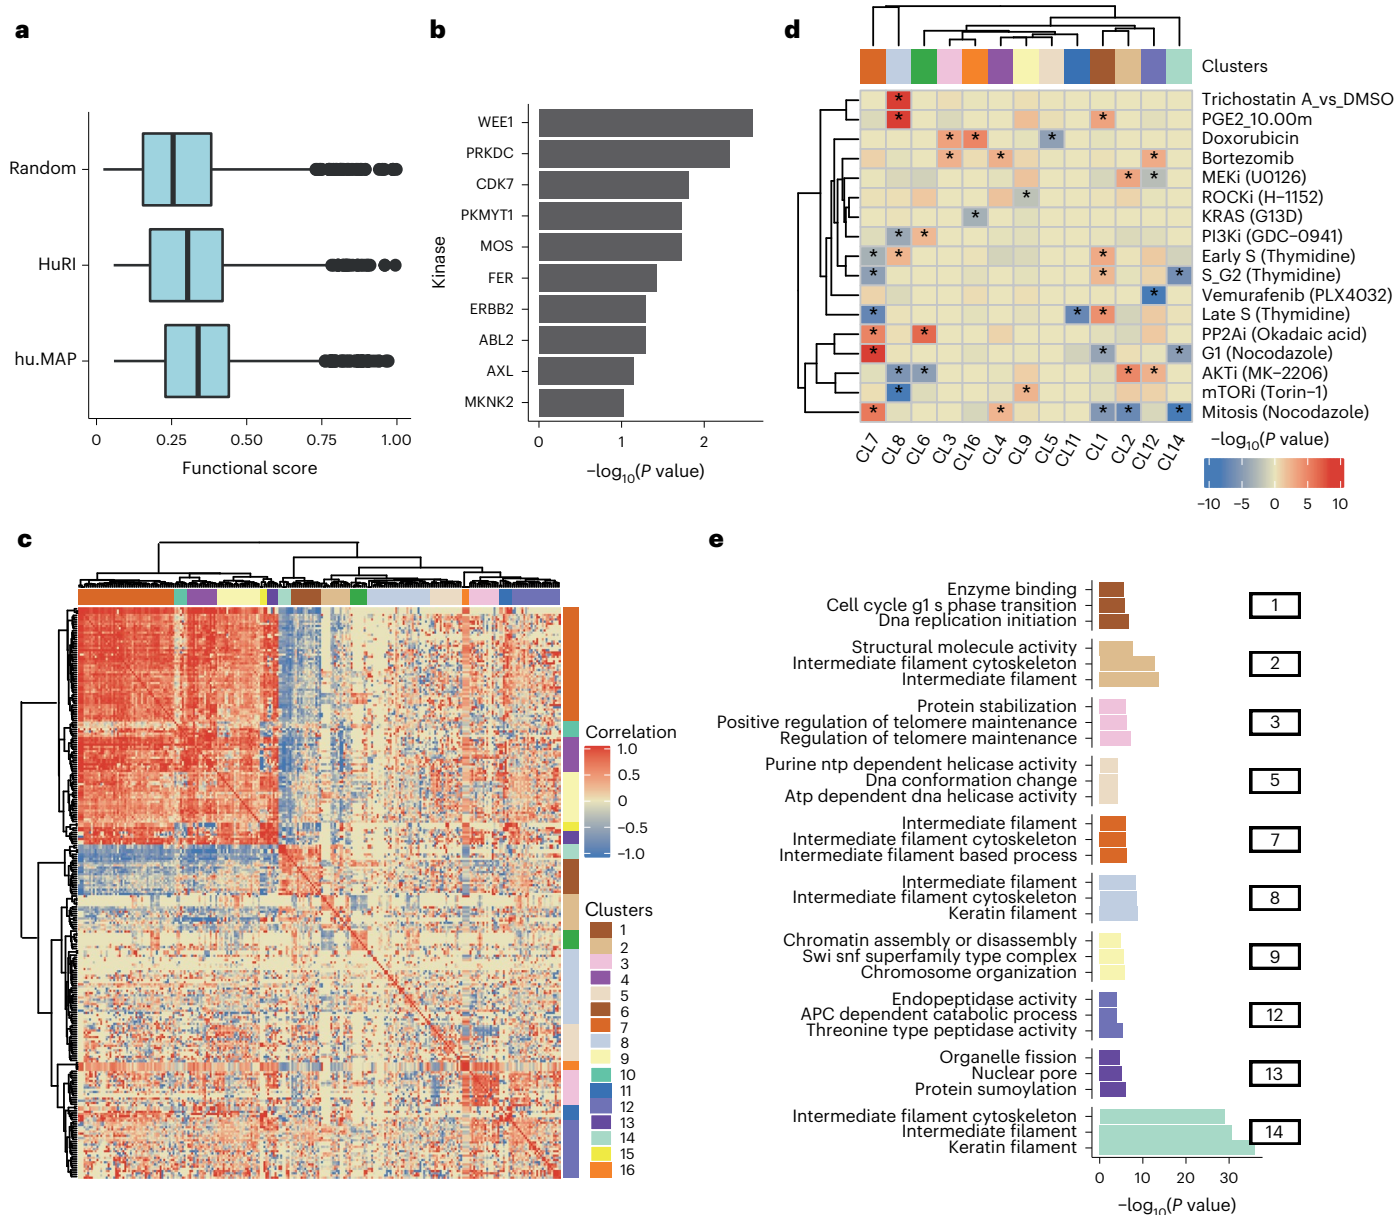 a
Random
HuRI
hu.MAP
0 0.25 0.50 0.75 1.00
Functional score
b
Kinase
WEE1
PRKDC
CDK7
PKMYT1
MOS
FER
ERBB2
ABL2
AXL
MKNK2
0 1 2
−log10(P value)
d
Clusters
Trichostatin A_vs_DMSO
PGE2_10.00m
Doxorubicin
Bortezomib
MEKi (U0126)
ROCKi (H−1152)
KRAS (G13D)
PI3Ki (GDC−0941)
Early S (Thymidine)
S_G2 (Thymidine)
Vemurafenib (PLX4032)
Late S (Thymidine)
PP2Ai (Okadaic acid)
G1 (Nocodazole)
AKTi (MK−2206)
mTORi (Torin−1)
Mitosis (Nocodazole)
CL7 CL8 CL6 CL3 CL16 CL4 CL9 CL5 CL11 CL1 CL2 CL12 CL14
−log10(P value)
−10 −5 0 5 10
c
Correlation
1.0
0.5
0
−0.5
−1.0
Clusters
1
2
3
4
5
6
7
8
9
10
11
12
13
14
15
16
e
Enzyme binding
Cell cycle g1 s phase transition
Dna replication initiation
1
Structural molecule activity
Intermediate filament cytoskeleton
Intermediate filament
2
Protein stabilization
Positive regulation of telomere maintenance
Regulation of telomere maintenance
3
Purine ntp dependent helicase activity
Dna conformation change
Atp dependent dna helicase activity
5
Intermediate filament
Intermediate filament cytoskeleton
Intermediate filament based process
7
Intermediate filament
Intermediate filament cytoskeleton
Keratin filament
8
Chromatin assembly or disassembly
Swi snf superfamily type complex
Chromosome organization
9
Endopeptidase activity
APC dependent catabolic process
Threonine type peptidase activity
12
Organelle fission
Nuclear pore
Protein sumoylation
13
Intermediate filament cytoskeleton
Intermediate filament
Keratin filament
14
0 10 20 30
−log10(P value)